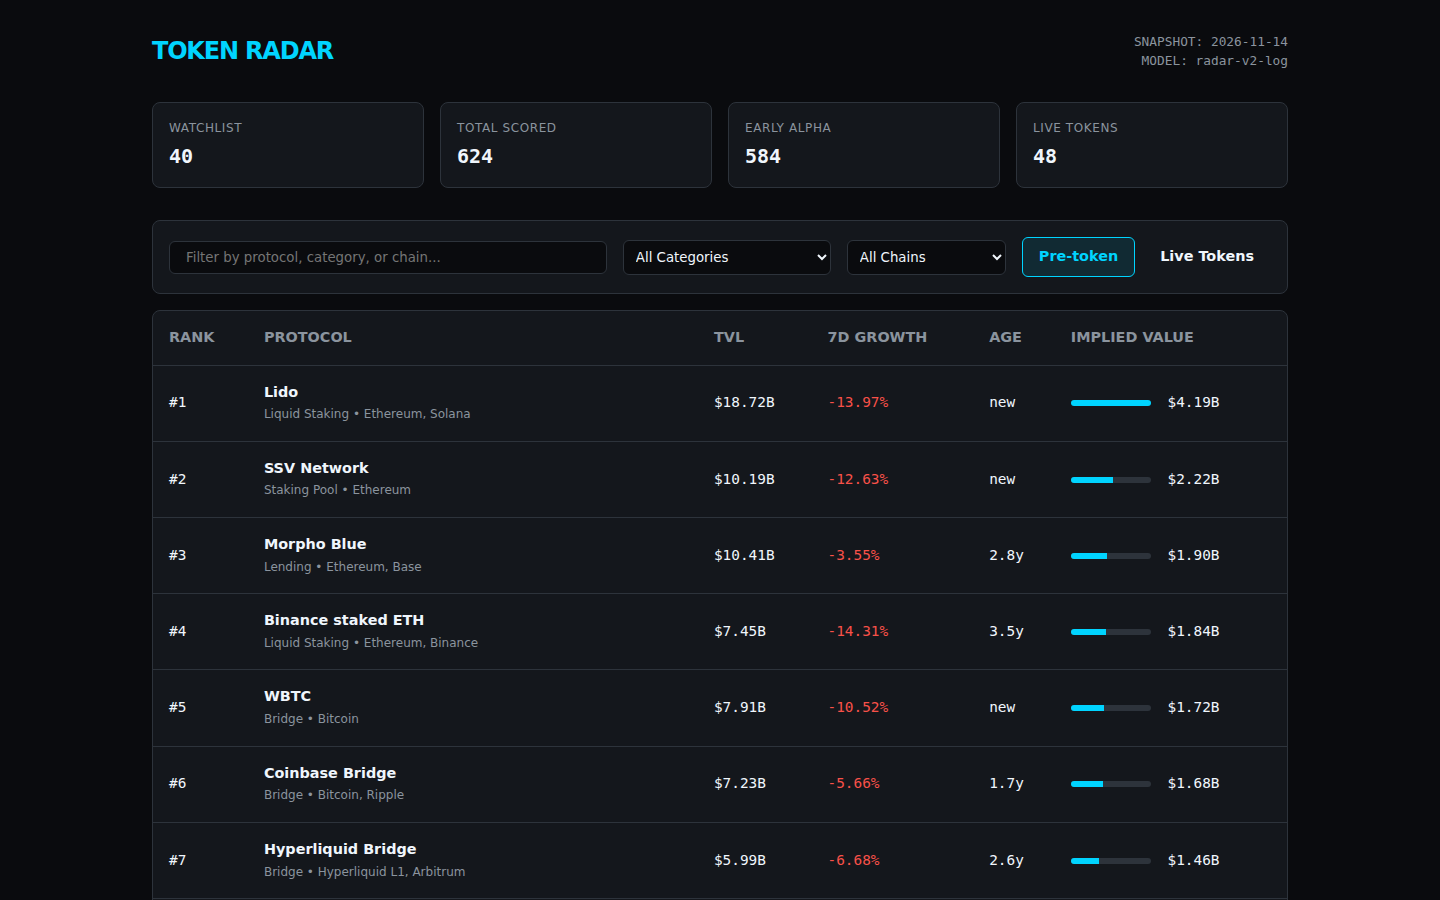 TOKEN RADAR
SNAPSHOT: 2026-11-14
MODEL: radar-v2-log
WATCHLIST
40
TOTAL SCORED
624
EARLY ALPHA
584
LIVE TOKENS
48
Filter by protocol, category, or chain...
All Categories
All Chains
Pre-token
Live Tokens
RANK PROTOCOL TVL 7D GROWTH AGE IMPLIED VALUE
#1 Lido $18.72B -13.97% new $4.19B
Liquid Staking • Ethereum, Solana
#2 SSV Network $10.19B -12.63% new $2.22B
Staking Pool • Ethereum
#3 Morpho Blue $10.41B -3.55% 2.8y $1.90B
Lending • Ethereum, Base
#4 Binance staked ETH $7.45B -14.31% 3.5y $1.84B
Liquid Staking • Ethereum, Binance
#5 WBTC $7.91B -10.52% new $1.72B
Bridge • Bitcoin
#6 Coinbase Bridge $7.23B -5.66% 1.7y $1.68B
Bridge • Bitcoin, Ripple
#7 Hyperliquid Bridge $5.99B -6.68% 2.6y $1.46B
Bridge • Hyperliquid L1, Arbitrum